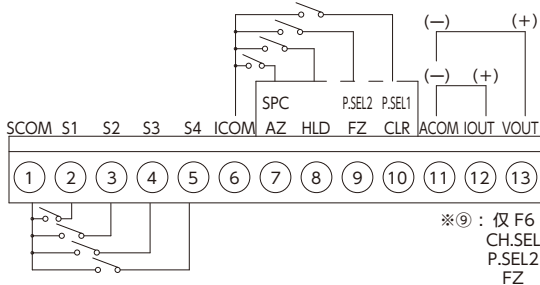 (—) (+)
(—) (+)
SPC P.SEL2 P.SEL1
SCOM S1 S2 S3 S4 ICOM AZ HLD FZ CLR ACOM IOUT VOUT
1 2 3 4 5 6 7 8 9 10 11 12 13
※⑨ : 仅 F6
CH.SEL
P.SEL2
FZ